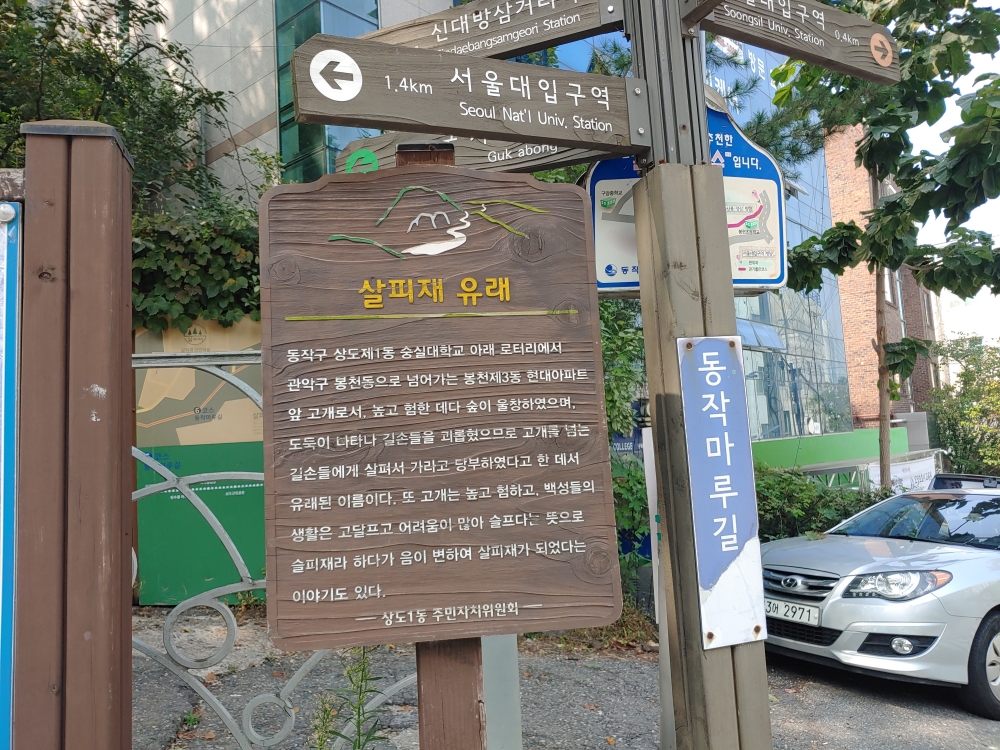 신대방삼거리
Sindaebangsamgeori Station
숭실대입구역
Soongsil Univ. Station
0.4km
1.4km 서울대입구역
Seoul Nat'l Univ. Station
추천한
입니다.
동작
살피재 유래
동작구 상도제1동 숭실대학교 아래 로터리에서
관악구 봉천동으로 넘어가는 봉천제3동 현대아파트
앞 고개로서, 높고 험한 데다 숲이 울창하였으며,
도둑이 나타나 길손들을 괴롭혔으므로 고개를 넘는
길손들에게 살펴서 가라고 당부하였다고 한 데서
유래된 이름이다. 또 고개는 높고 험하고, 백성들의
생활은 고달프고 어려움이 많아 슬프다는 뜻으로
슬피재라 하다가 음이 변하여 살피재가 되었다는
이야기도 있다.
상도1동 주민자치위원회
동작마루길
COLLEGE
2971